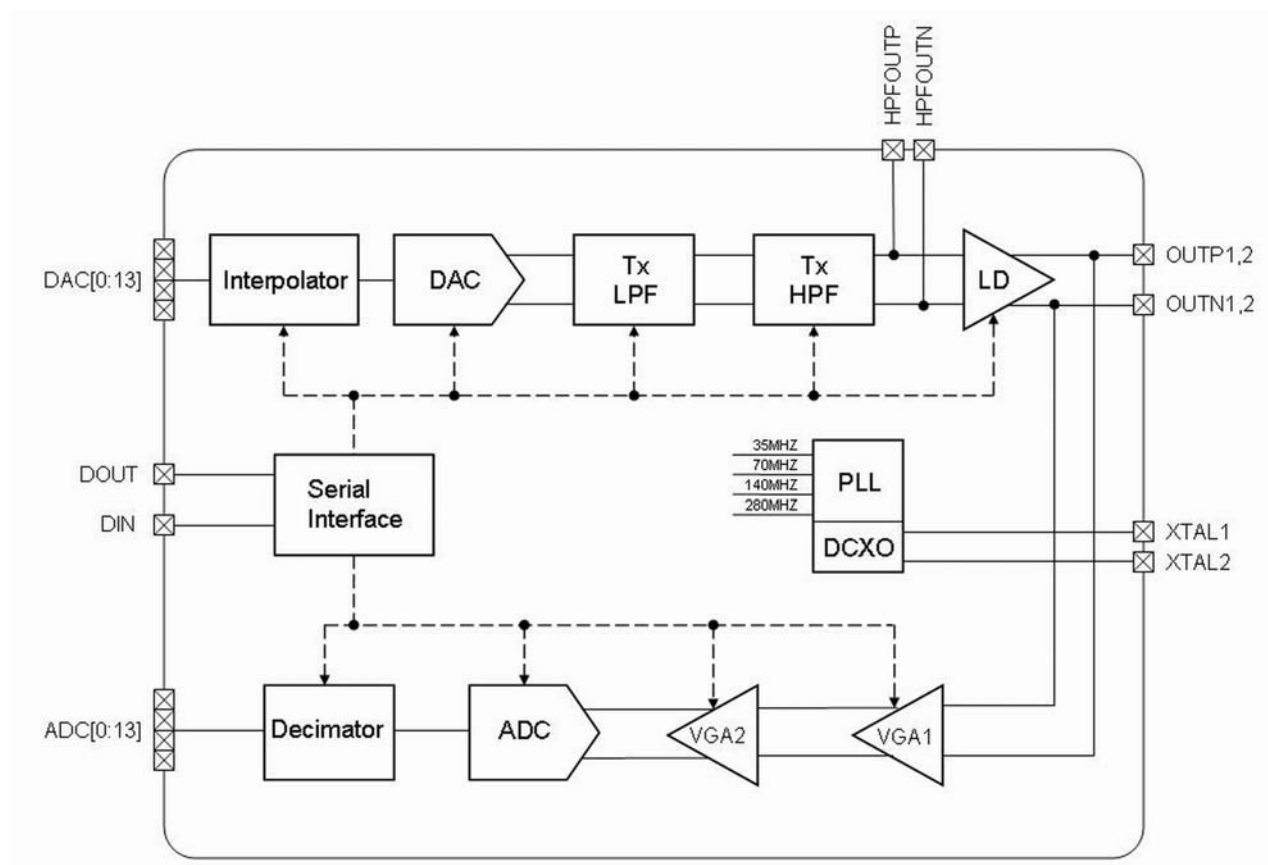 HPFOUTP
HPFOUTN
DAC[0:13]
Interpolator
DAC
Tx
LPF
Tx
HPF
LD
OUTP1,2
OUTN1,2
DOUT
DIN
Serial
Interface
35MHZ
70MHZ
140MHZ
280MHZ
PLL
DCXO
XTAL1
XTAL2
ADC[0:13]
Decimator
ADC
VGA2
VGA1